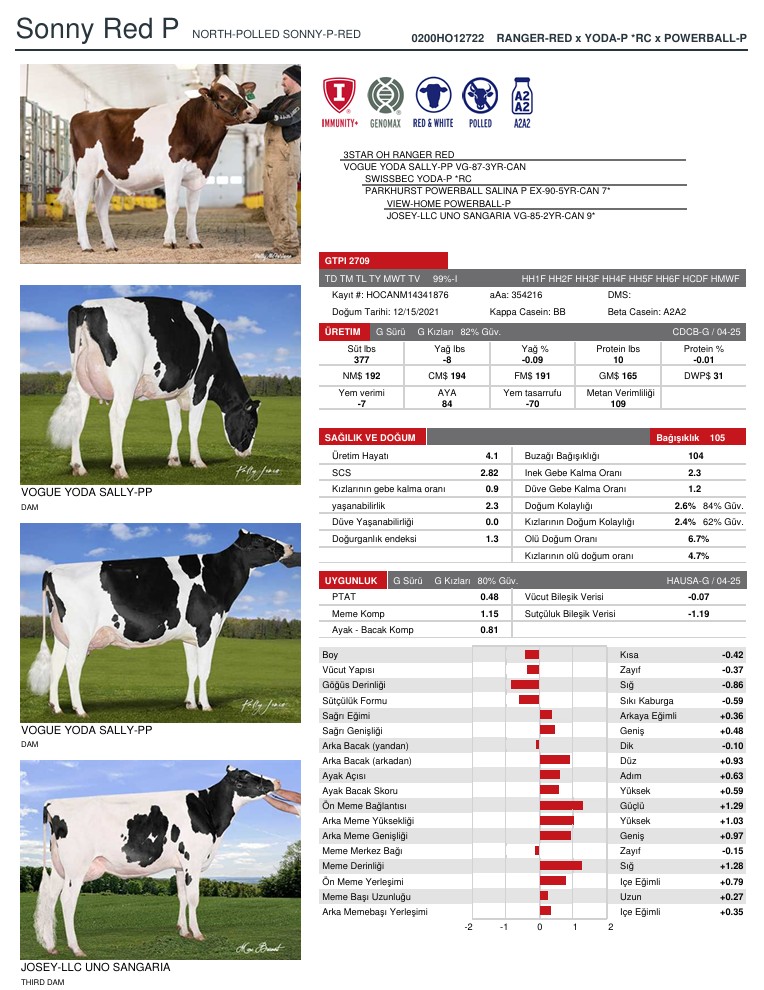 Sonny Red P NORTH-POLLED SONNY-P-RED 0200HO12722 RANGER-RED x YODA-P *RC x POWERBALL-P
IMMUNITY+ GENOMAX RED & WHITE POLLED A2A2
A2
A2
3STAR OH RANGER RED
VOGUE YODA SALLY-PP VG-87-3YR-CAN
SWISSBEC YODA-P *RC
PARKHURST POWERBALL SALINA P EX-90-5YR-CAN 7*
VIEW-HOME POWERBALL-P
JOSEY-LLC UNO SANGARIA VG-85-2YR-CAN 9*
GTPI 2709
TD TM TL TY MWT TV 99%-I HH1F HH2F HH3F HH4F HH5F HH6F HCDF HMWF
Kayıt #: HOCANM14341876 aAa: 354216 DMS:
Doğum Tarihi: 12/15/2021 Kappa Casein: BB Beta Casein: A2A2
ÜRETIM G Sürü G Kızları 82% Güv. CDCB-G / 04-25
Süt lbs Yağ lbs Yağ % Protein lbs Protein %
377 -8 -0.09 10 -0.01
NM$ 192 CM$ 194 FM$ 191 GM$ 165 DWP$ 31
Yem verimi AYA Yem tasarrufu Metan Verimliliği
-7 84 -70 109
SAĞILIK VE DOĞUM Bağışıklık 105
Üretim Hayatı 4.1 Buzağı Bağışıklığı 104
SCS 2.82 Inek Gebe Kalma Oranı 2.3
Kızlarının gebe kalma oranı 0.9 Düve Gebe Kalma Oranı 1.2
yaşanabilirlik 2.3 Doğum Kolaylığı 2.6% 84% Güv.
Düve Yaşanabilirliği 0.0 Kızlarının Doğum Kolaylığı 2.4% 62% Güv.
Doğurganlık endeksi 1.3 Olü Doğum Oranı 6.7%
Kızlarının olü doğum oranı 4.7%
UYGUNLUK G Sürü G Kızları 80% Güv. HAUSA-G / 04-25
PTAT 0.48 Vücut Bileşik Verisi -0.07
Meme Komp 1.15 Sutçüluk Bileşik Verisi -1.19
Ayak - Bacak Komp 0.81
Boy Kısa -0.42
Vücut Yapısı Zayıf -0.37
Göğüs Derinliği Sığ -0.86
Sütçülük Formu Sıkı Kaburga -0.59
Sağrı Eğimi Arkaya Eğimli +0.36
Sağrı Genişliği Geniş +0.48
Arka Bacak (yandan) Dik -0.10
Arka Bacak (arkadan) Düz +0.93
Ayak Açısı Adım +0.63
Ayak Bacak Skoru Yüksek +0.59
Ön Meme Bağlantısı Güçlü +1.29
Arka Meme Yüksekliği Yüksek +1.03
Arka Meme Genişliği Geniş +0.97
Meme Merkez Bağı Zayıf -0.15
Meme Derinliği Sığ +1.28
Ön Meme Yerleşimi Içe Eğimli +0.79
Meme Başı Uzunluğu Uzun +0.27
Arka Memebaşı Yerleşimi Içe Eğimli +0.35
-2 -1 0 1 2
VOGUE YODA SALLY-PP
DAM
VOGUE YODA SALLY-PP
DAM
JOSEY-LLC UNO SANGARIA
THIRD DAM